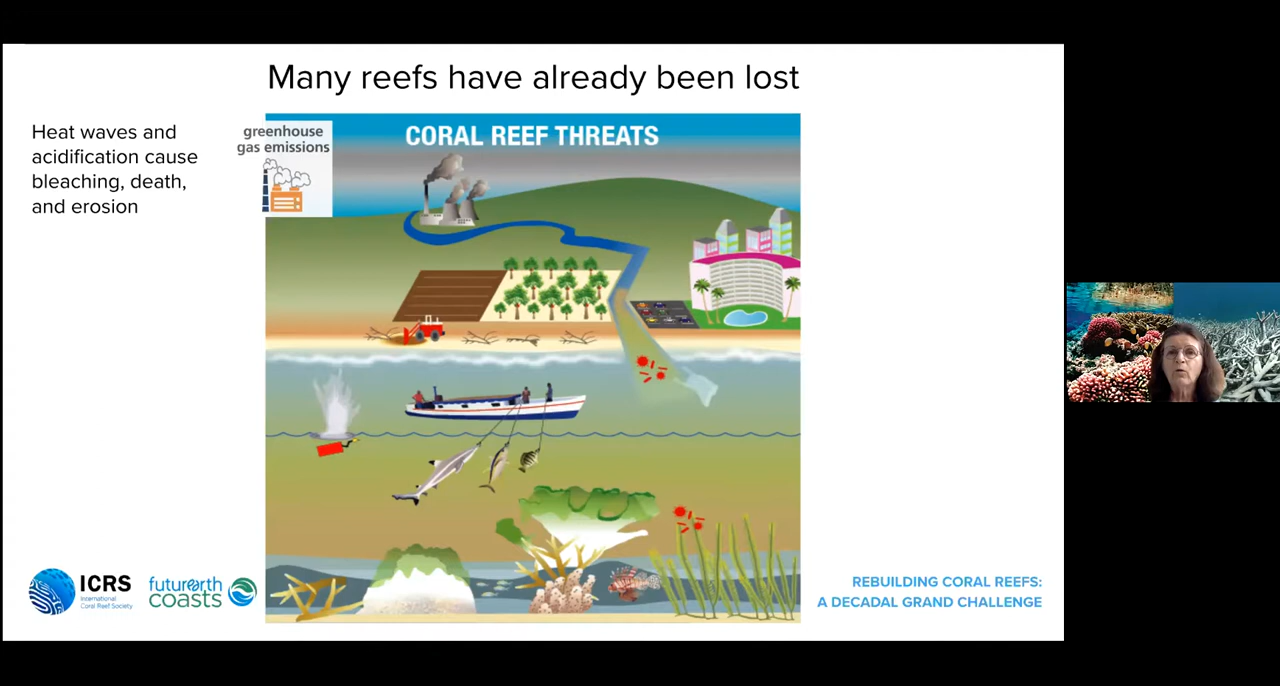 Many reefs have already been lost
Heat waves and
acidification cause
bleaching, death,
and erosion
greenhouse
gas emissions
CORAL REEF THREATS
ICRS
International
Coral Reef Society
futurearth
coasts
REBUILDING CORAL REEFS:
A DECADAL GRAND CHALLENGE